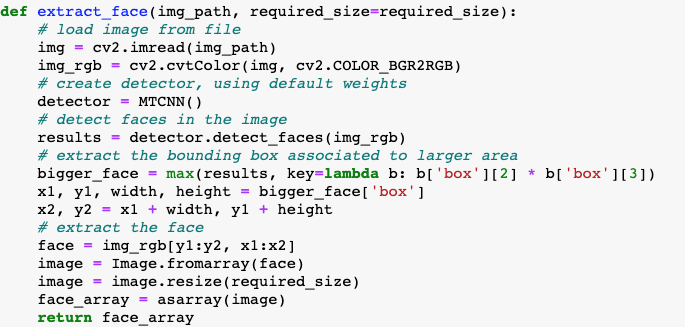 def extract_face(img_path, required_size=required_size):
    # load image from file
    img = cv2.imread(img_path)
    img_rgb = cv2.cvtColor(img, cv2.COLOR_BGR2RGB)
    # create detector, using default weights
    detector = MTCNN()
    # detect faces in the image
    results = detector.detect_faces(img_rgb)
    # extract the bounding box associated to larger area
    bigger_face = max(results, key=lambda b: b['box'][2] * b['box'][3])
    x1, y1, width, height = bigger_face['box']
    x2, y2 = x1 + width, y1 + height
    # extract the face
    face = img_rgb[y1:y2, x1:x2]
    image = Image.fromarray(face)
    image = image.resize(required_size)
    face_array = asarray(image)
    return face_array